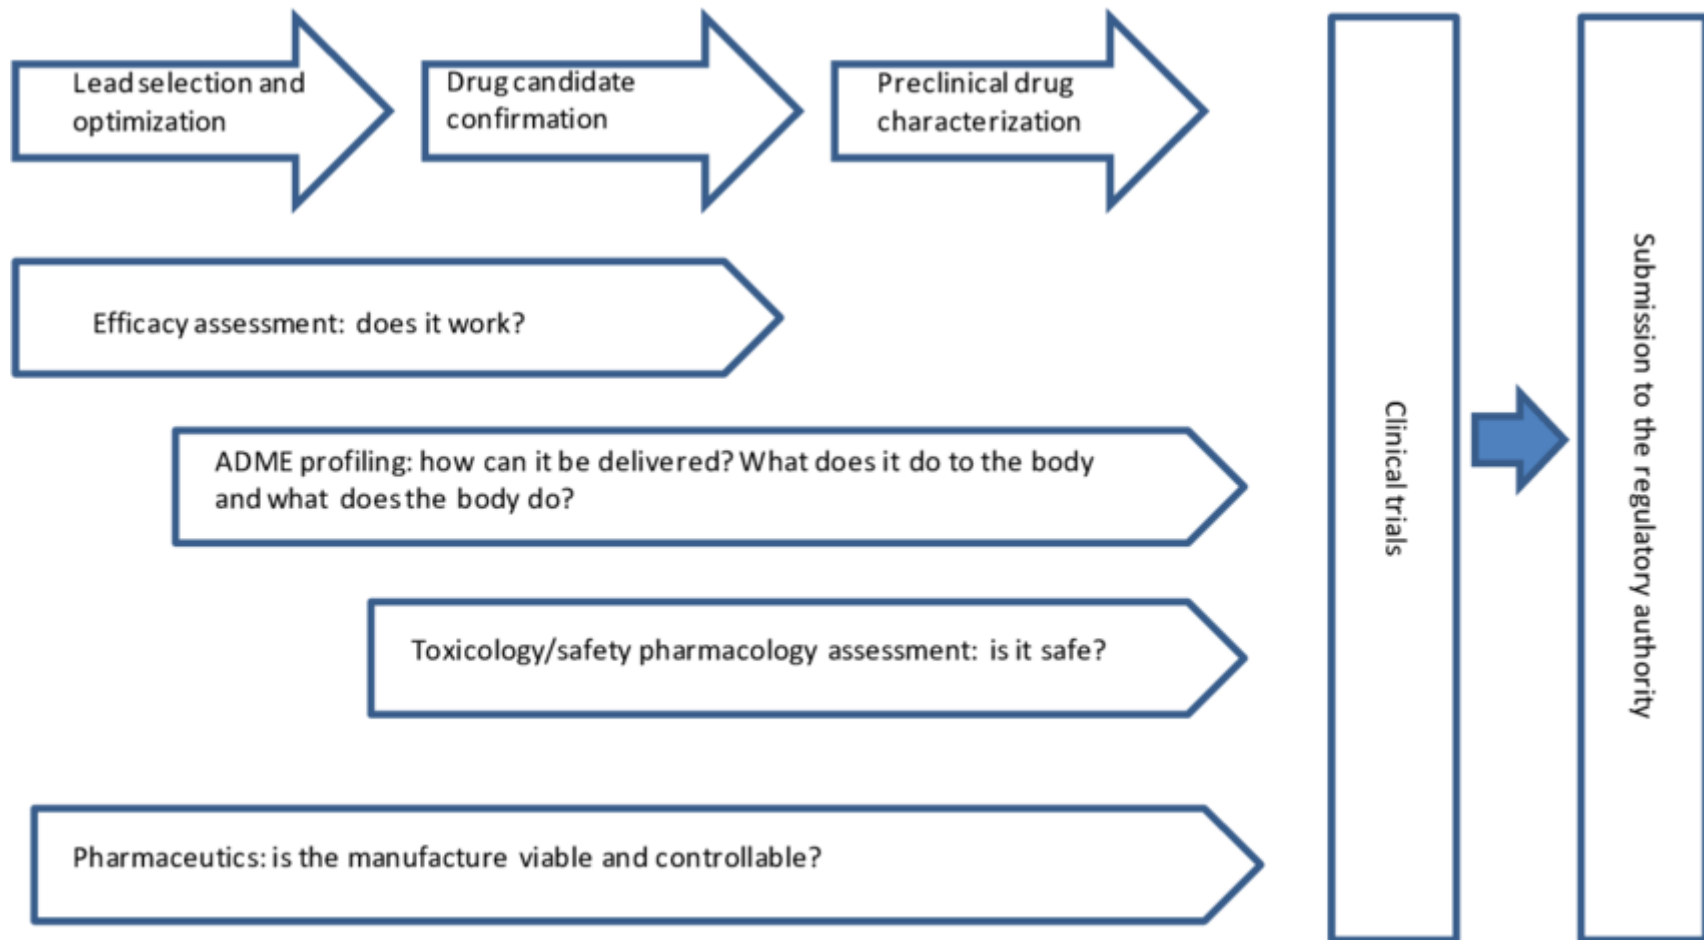 Lead selection and
optimization
Drug candidate
confirmation
Preclinical drug
characterization
Efficacy assessment: does it work?
ADME profiling: how can it be delivered? What does it do to the body
and what does the body do?
Toxicology/safety pharmacology assessment: is it safe?
Pharmaceutics: is the manufacture viable and controllable?
Clinical trials
Submission to the regulatory authority